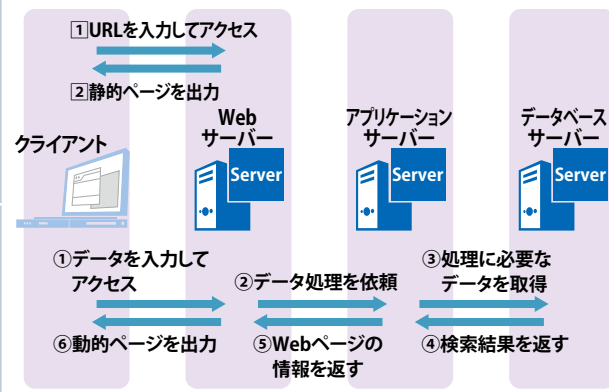 1URLを入力してアクセス
2静的ページを出力
クライアント
Web
サーバー
アプリケーション
サーバー
データベース
サーバー
Server
Server
Server
①データを入力して
アクセス
②データ処理を依頼
③処理に必要な
データを取得
⑥動的ページを出力
⑤Webページの
情報を返す
④検索結果を返す